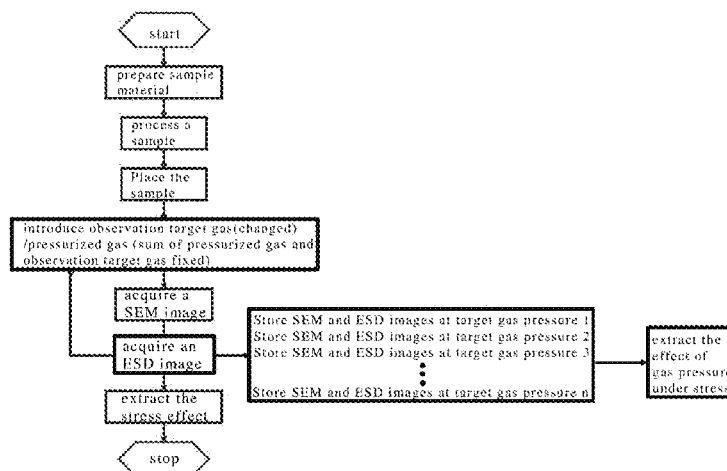 start
prepare sample
material
process a
sample
Place the
sample
introduce observation target gas(changed)
/pressurized gas (sum of pressurized gas and
observation target gas fixed)
acquire a
SEM image
acquire an
ESD image
Store SEM and ESD images at target gas pressure 1
Store SEM and ESD images at target gas pressure 2
Store SEM and ESD images at target gas pressure 3
Store SEM and ESD images at target gas pressure n
extract the
effect of
gas pressure
under stress
extract the
stress effect
stop